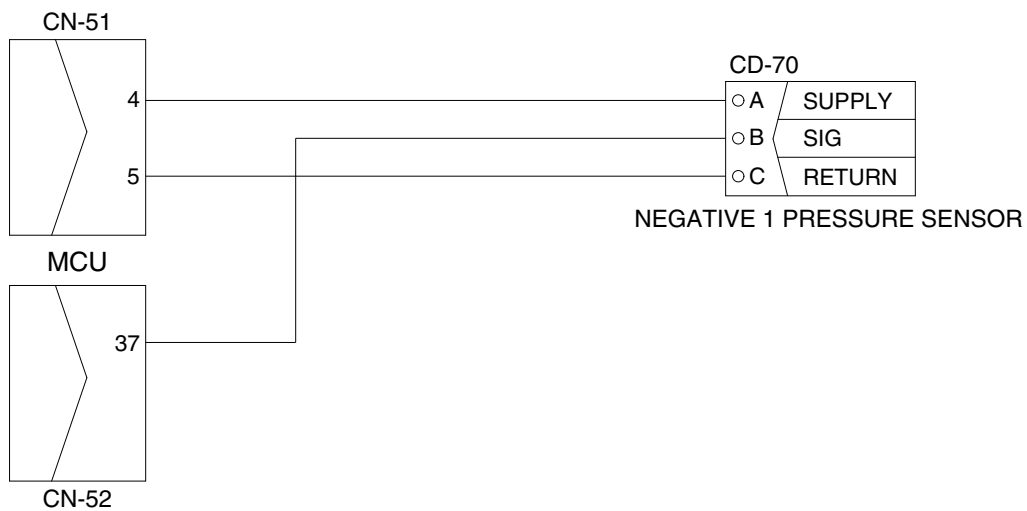 CN-51
4
5
MCU
37
CN-52
CD-70
A SUPPLY
B SIG
C RETURN
NEGATIVE 1 PRESSURE SENSOR